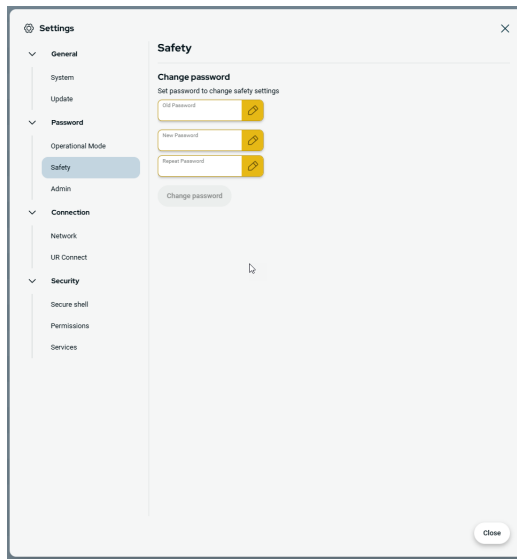 Settings
General
System
Update
Password
Operational Mode
Safety
Admin
Connection
Network
UR Connect
Security
Secure shell
Permissions
Services
Safety
Change password
Set password to change safety settings
Old Password
New Password
Repeat Password
Change password
Close